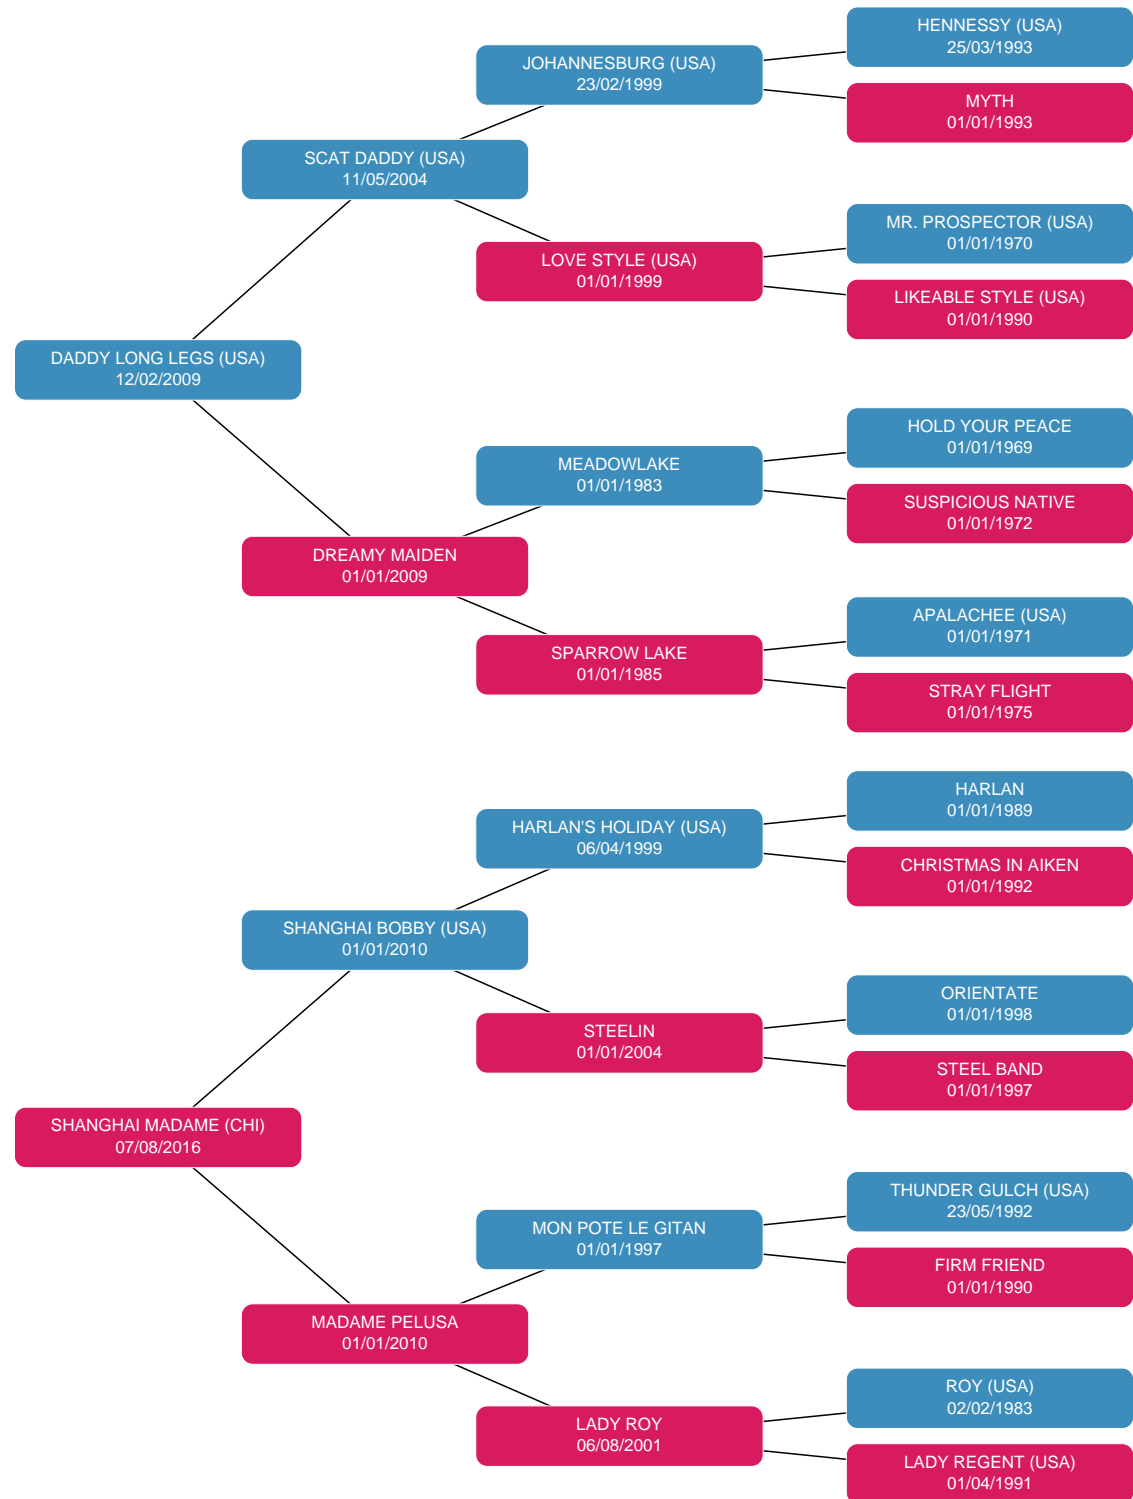 HENNESSY (USA)
25/03/1993
JOHANNESBURG (USA)
23/02/1999
MYTH
01/01/1993
SCAT DADDY (USA)
11/05/2004
MR. PROSPECTOR (USA)
01/01/1970
LOVE STYLE (USA)
01/01/1999
LIKEABLE STYLE (USA)
01/01/1990
DADDY LONG LEGS (USA)
12/02/2009
HOLD YOUR PEACE
01/01/1969
MEADOWLAKE
01/01/1983
SUSPICIOUS NATIVE
01/01/1972
DREAMY MAIDEN
01/01/2009
APALACHEE (USA)
01/01/1971
SPARROW LAKE
01/01/1985
STRAY FLIGHT
01/01/1975
HARLAN
01/01/1989
HARLAN'S HOLIDAY (USA)
06/04/1999
CHRISTMAS IN AIKEN
01/01/1992
SHANGHAI BOBBY (USA)
01/01/2010
ORIENTATE
01/01/1998
STEELIN
01/01/2004
STEEL BAND
01/01/1997
SHANGHAI MADAME (CHI)
07/08/2016
THUNDER GULCH (USA)
23/05/1992
MON POTE LE GITAN
01/01/1997
FIRM FRIEND
01/01/1990
MADAME PELUSA
01/01/2010
ROY (USA)
02/02/1983
LADY ROY
06/08/2001
LADY REGENT (USA)
01/04/1991